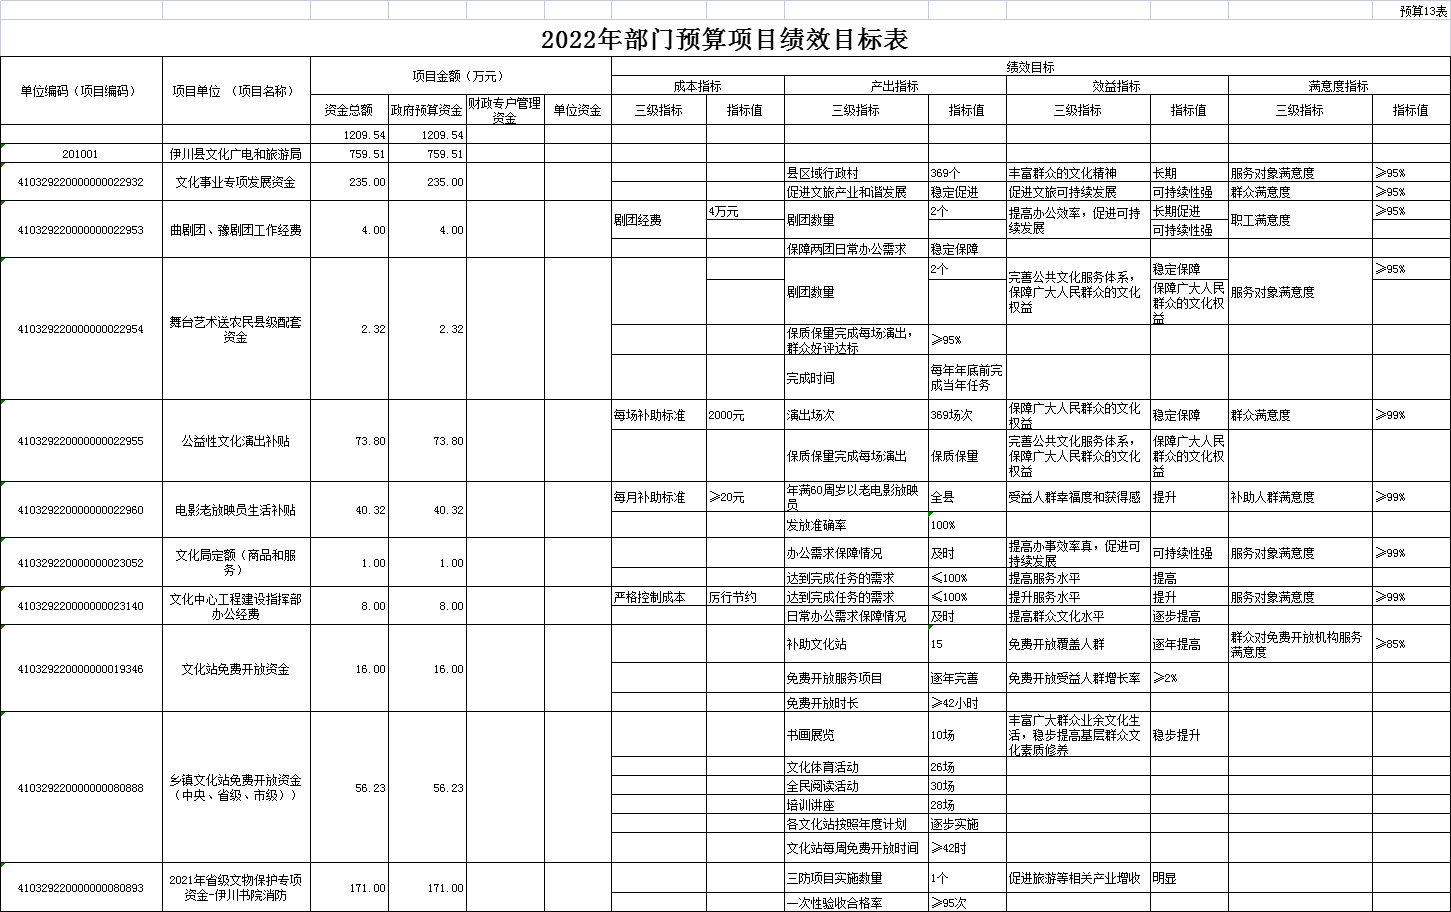 预算13表
2022年部门预算项目绩效目标表
单位编码（项目编码） 项目单位 （项目名称） 项目金额（万元） 绩效目标
成本指标 产出指标 效益指标 满意度指标
资金总额 政府预算资金 财政专户管理资金 单位资金 三级指标 指标值 三级指标 指标值 三级指标 指标值 三级指标 指标值
1209.54 1209.54
201001 伊川县文化广电和旅游局 759.51 759.51
410329220000000022932 文化事业专项发展资金 235.00 235.00 县区域行政村 369个 丰富群众的文化精神 长期 服务对象满意度 ≥95%
促进文旅产业和谐发展 稳定促进 促进文旅可持续发展 可持续性强 群众满意度 ≥95%
410329220000000022953 曲剧团、豫剧团工作经费 4.00 4.00 剧团经费 4万元 剧团数量 2个 提高办公效率，促进可持续发展 长期促进 职工满意度 ≥95%
可持续性强
保障两团日常办公需求 稳定保障
410329220000000022954 舞台艺术送农民县级配套资金 2.32 2.32 剧团数量 2个 完善公共文化服务体系，保障广大人民群众的文化权益 稳定保障 服务对象满意度 ≥95%
保障广大人民群众的文化权益
保质保量完成每场演出，群众好评达标 ≥95%
完成时间 每年年底前完成当年任务
410329220000000022955 公益性文化演出补贴 73.80 73.80 每场补助标准 2000元 演出场次 369场次 保障广大人民群众的文化权益 稳定保障 群众满意度 ≥99%
保质保量完成每场演出 保质保量 完善公共文化服务体系，保障广大人民群众的文化权益 保障广大人民群众的文化权益
410329220000000022960 电影老放映员生活补贴 40.32 40.32 每月补助标准 ≥20元 年满60周岁以老电影放映员 全县 受益人群幸福度和获得感 提升 补助人群满意度 ≥99%
发放准确率 100%
410329220000000023052 文化局定额（商品和服务） 1.00 1.00 办公需求保障情况 及时 提高办事效率真，促进可持续发展 可持续性强 服务对象满意度 ≥99%
达到完成任务的需求 ≤100% 提高服务水平 提高
410329220000000023140 文化中心工程建设指挥部办公经费 8.00 8.00 严格控制成本 厉行节约 达到完成任务的需求 ≤100% 提升服务水平 提升 服务对象满意度 ≥99%
日常办公需求保障情况 及时 提高群众文化水平 逐步提高
410329220000000019346 文化站免费开放资金 16.00 16.00 补助文化站 15 免费开放覆盖人群 逐年提高 群众对免费开放机构服务满意度 ≥85%
免费开放服务项目 逐年完善 免费开放受益人群增长率 ≥2%
免费开放时长 ≥42小时
410329220000000080888 乡镇文化站免费开放资金（中央、省级、市级）） 56.23 56.23 书画展览 10场 丰富广大群众业余文化生活，稳步提高基层群众文化素质修养 稳步提升
文化体育活动 26场
全民阅读活动 30场
培训讲座 28场
各文化站按照年度计划 逐步实施
文化站每周免费开放时间 ≥42时
410329220000000080893 2021年省级文物保护专项资金-伊川书院消防 171.00 171.00 三防项目实施数量 1个 促进旅游等相关产业增收 明显
一次性验收合格率 ≥95次